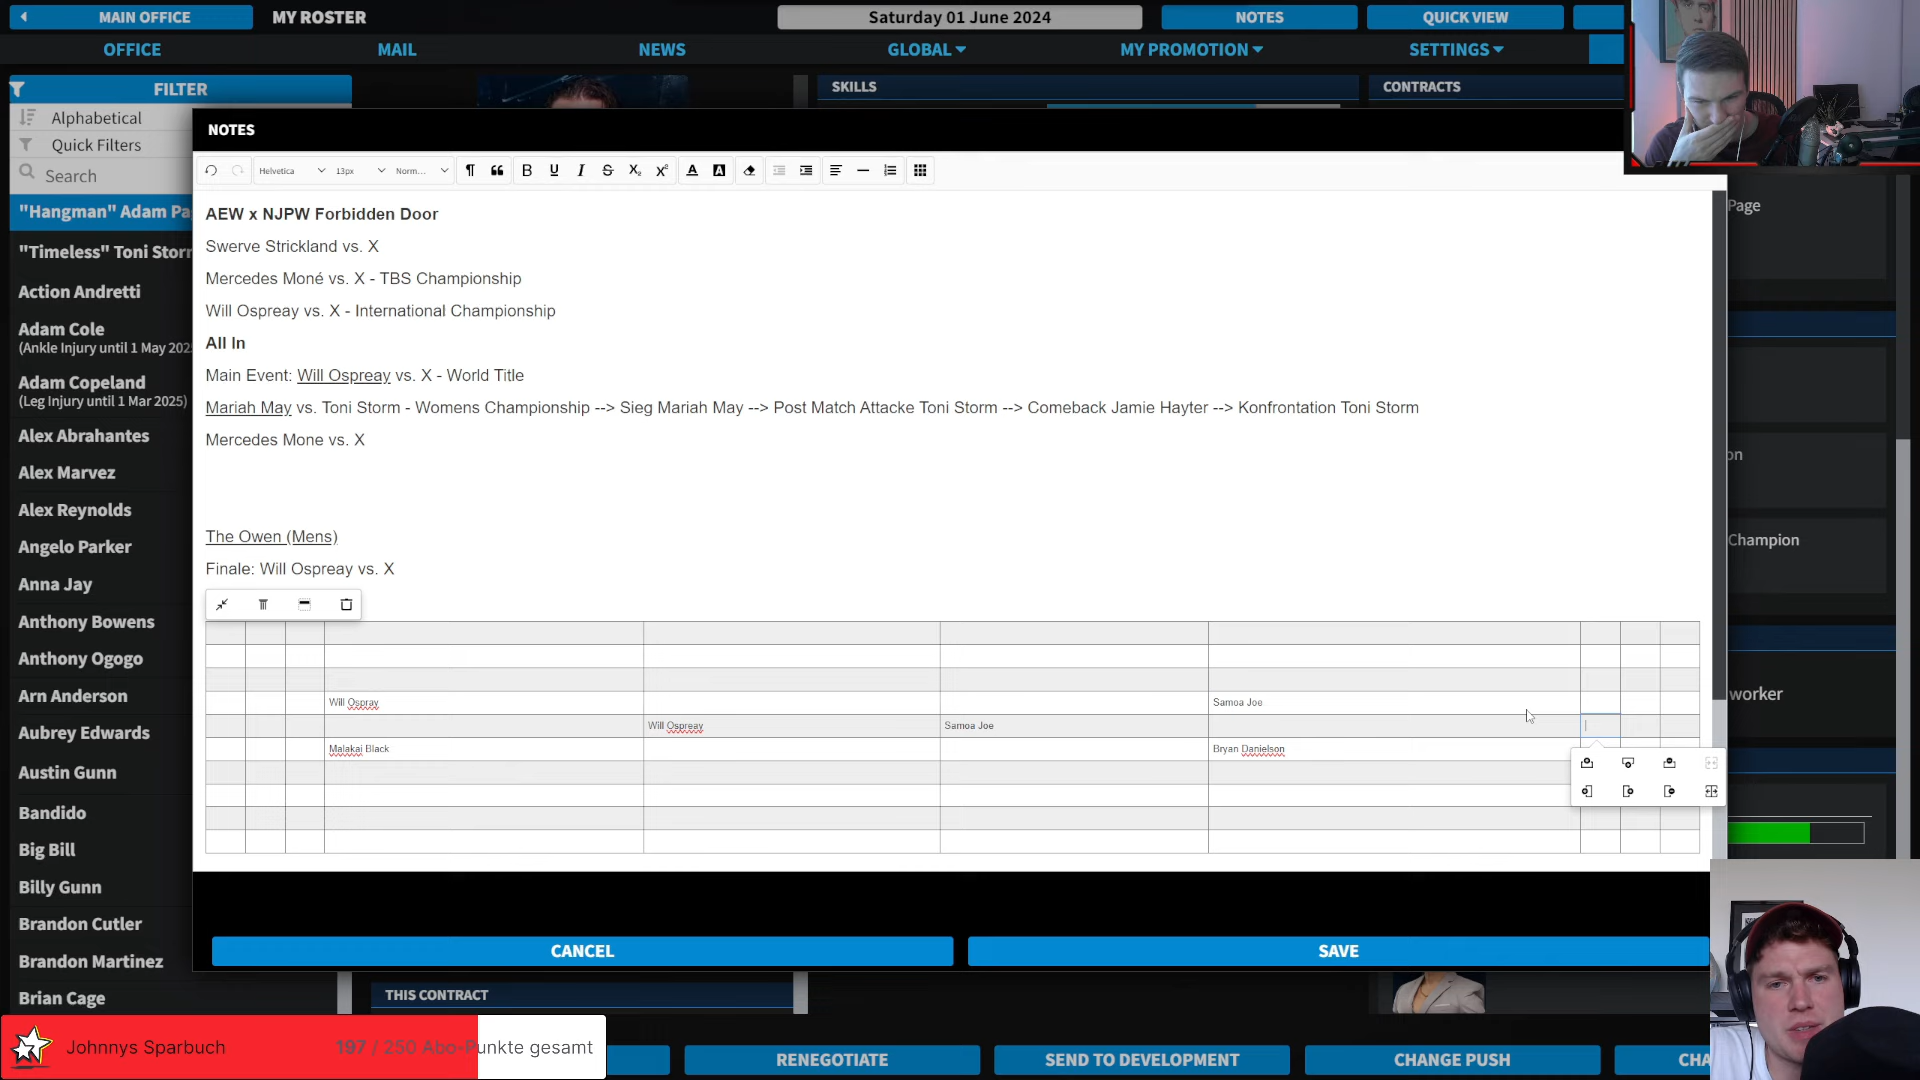 MAIN OFFICE
MY ROSTER
Saturday 01 June 2024
NOTES
QUICK VIEW
OFFICE
MAIL
NEWS
GLOBAL
MY PROMOTION
SETTINGS
FILTER
SKILLS
CONTRACTS
Alphabetical
Quick Filters
Search
"Hangman" Adam Pa
"Timeless" Toni Storr
Action Andretti
Adam Cole
(Ankle Injury until 1 May 202
Adam Copeland
(Leg Injury until 1 Mar 2025)
Alex Abrahantes
Alex Marvez
Alex Reynolds
Angelo Parker
Anna Jay
Anthony Bowens
Anthony Ogogo
Arn Anderson
Aubrey Edwards
Austin Gunn
Bandido
Big Bill
Billy Gunn
Brandon Cutler
Brandon Martinez
Brian Cage
NOTES
Helvetica
13px
Norm...
AEW x NJPW Forbidden Door
Swerve Strickland vs. X
Mercedes Moné vs. X - TBS Championship
Will Ospreay vs. X - International Championship
All In
Main Event: Will Ospreay vs. X - World Title
Mariah May vs. Toni Storm - Womens Championship --> Sieg Mariah May --> Post Match Attacke Toni Storm --> Comeback Jamie Hayter --> Konfrontation Toni Storm
Mercedes Mone vs. X
The Owen (Mens)
Finale: Will Ospreay vs. X
Will Ospray
Samoa Joe
Will Ospreay
Samoa Joe
Malakai Black
Bryan Danielson
CANCEL
SAVE
Page
on
Champion
worker
THIS CONTRACT
Johnnys Sparbuch
197 / 250 Abo-Punkte gesamt
RENEGOTIATE
SEND TO DEVELOPMENT
CHANGE PUSH
CHA